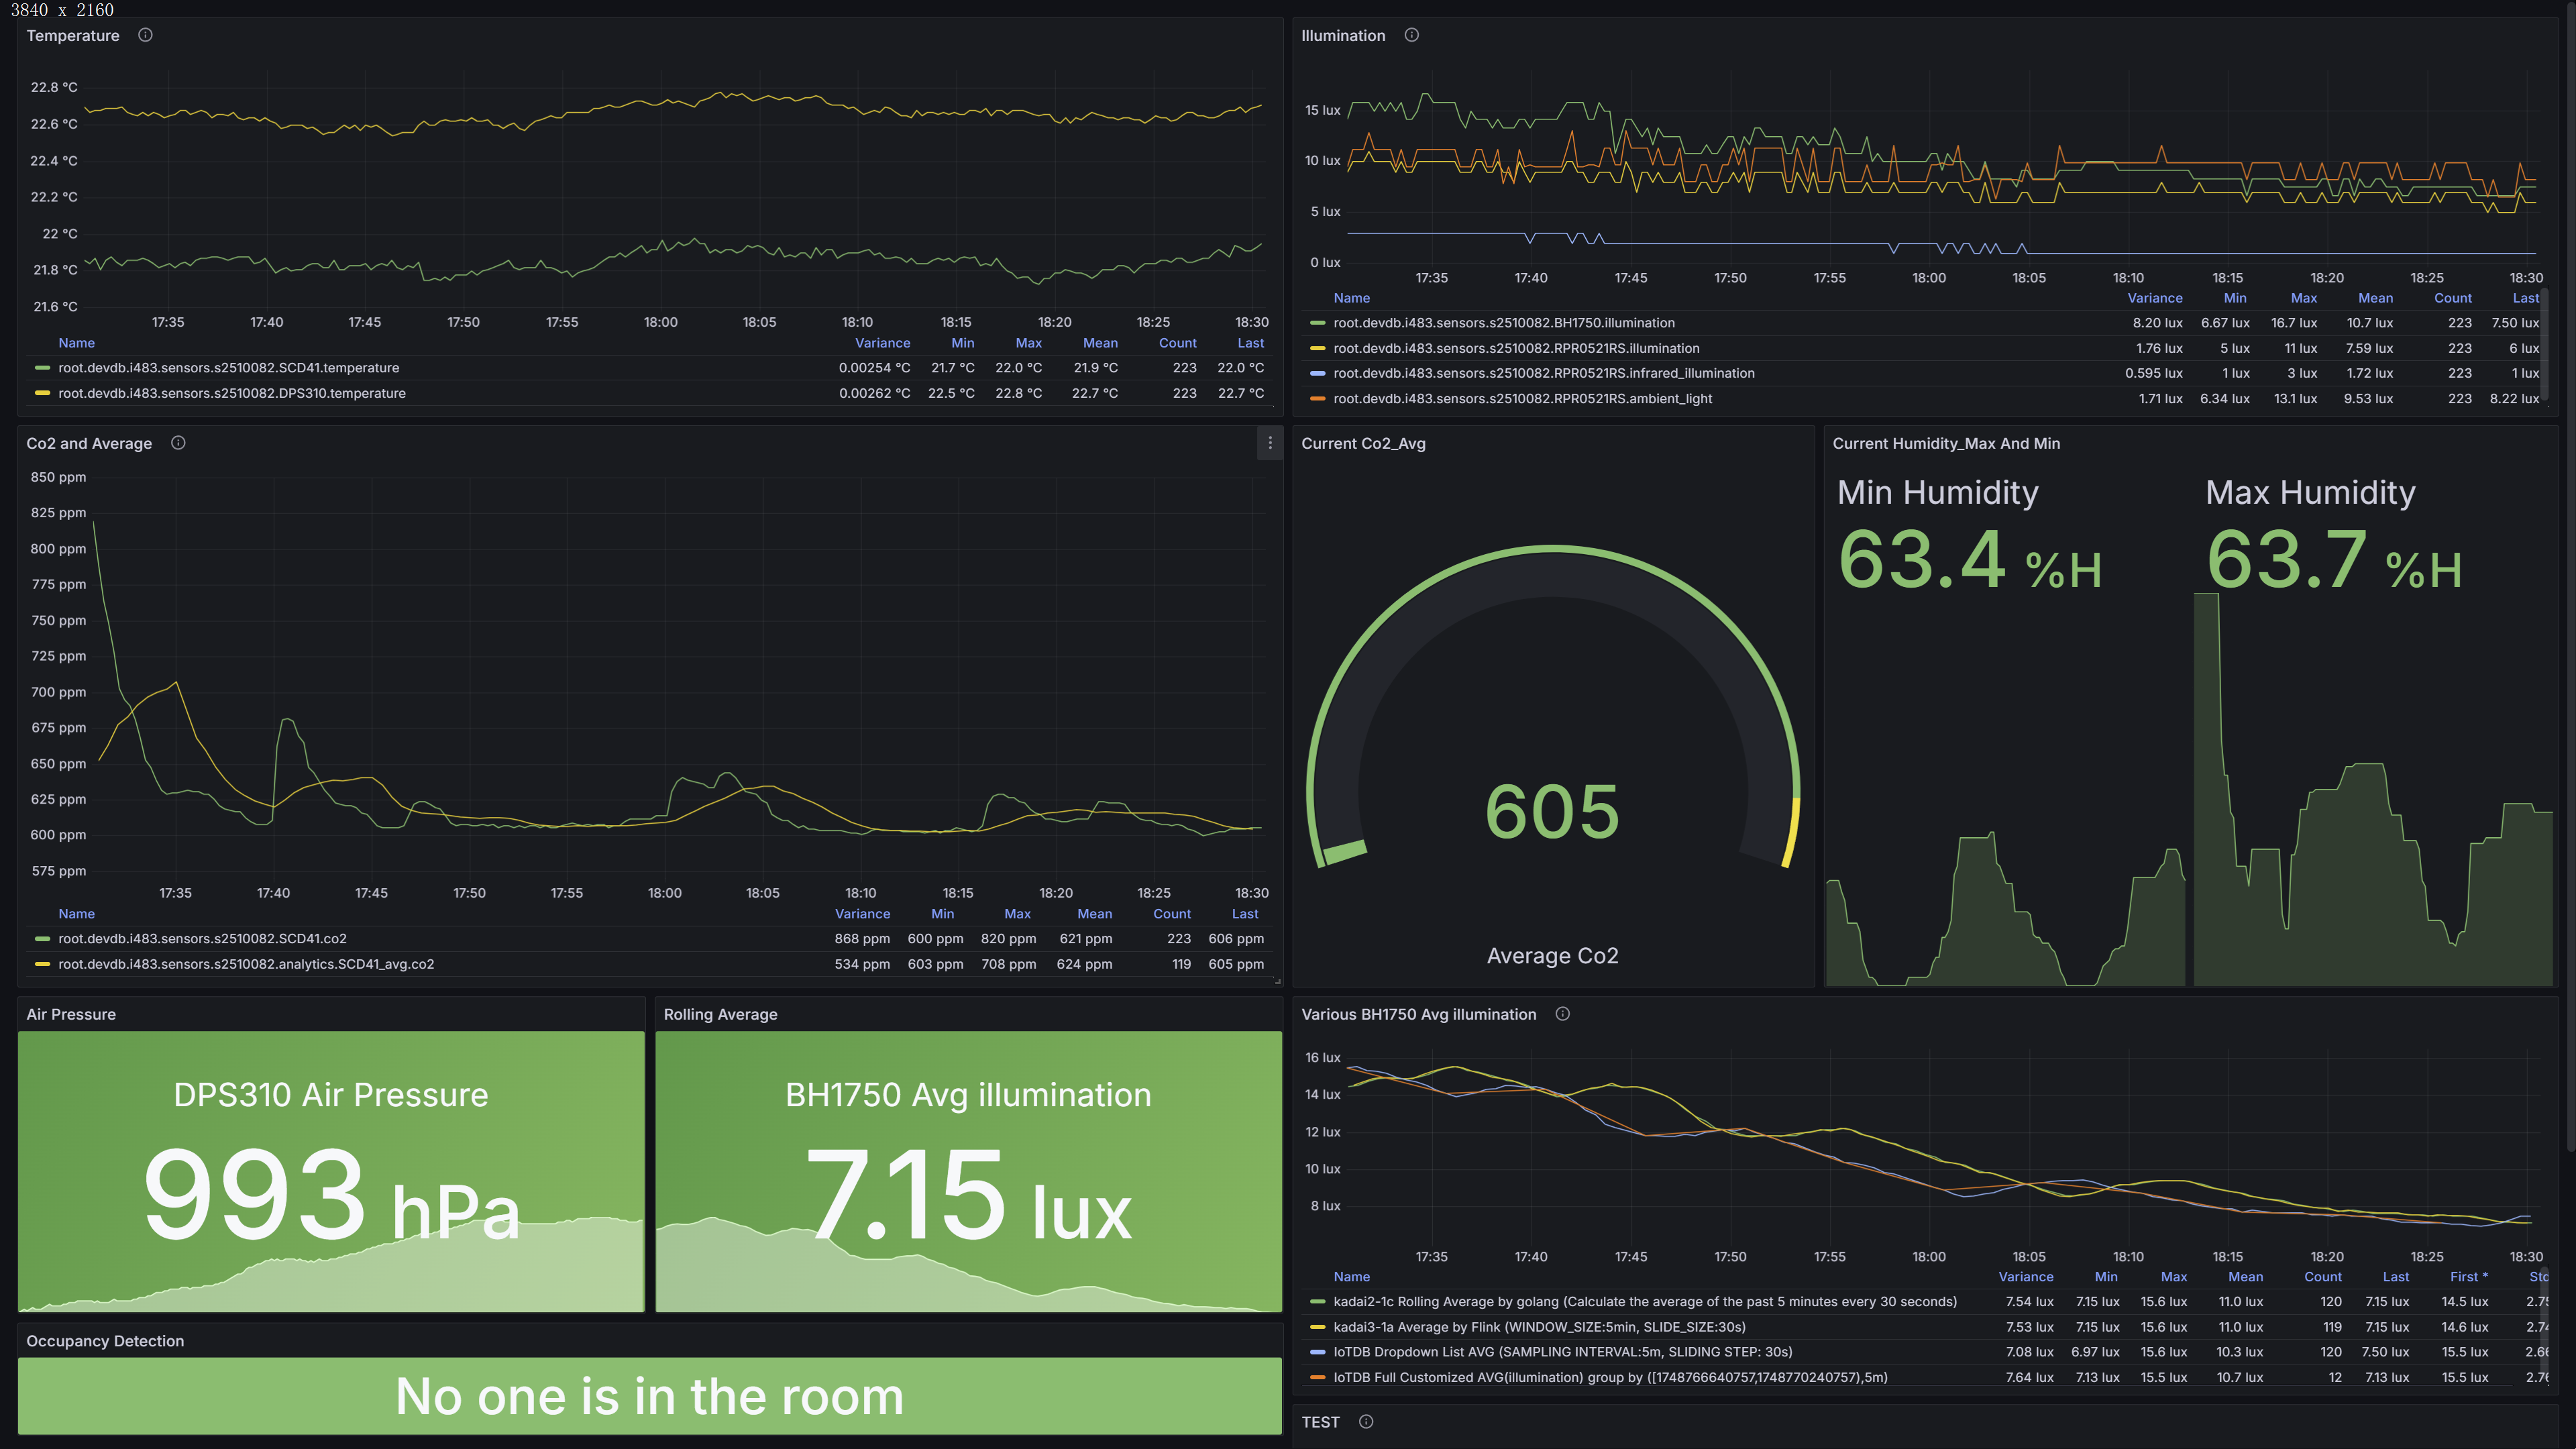 3840 x 2160
Temperature
22.8 °C
22.6 °C
22.4 °C
22.2 °C
22 °C
21.8 °C
21.6 °C
17:35 17:40 17:45 17:50 17:55 18:00 18:05 18:10 18:15 18:20 18:25 18:30
Name Variance Min Max Mean Count Last
root.devdb.i483.sensors.s2510082.SCD41.temperature 0.00254 °C 21.7 °C 22.0 °C 21.9 °C 223 22.0 °C
root.devdb.i483.sensors.s2510082.DPS310.temperature 0.00262 °C 22.5 °C 22.8 °C 22.7 °C 223 22.7 °C
Illumination
15 lux
10 lux
5 lux
0 lux
17:35 17:40 17:45 17:50 17:55 18:00 18:05 18:10 18:15 18:20 18:25 18:30
Name Variance Min Max Mean Count Last
root.devdb.i483.sensors.s2510082.BH1750.illumination 8.20 lux 6.67 lux 16.7 lux 10.7 lux 223 7.50 lux
root.devdb.i483.sensors.s2510082.RPR0521RS.illumination 1.76 lux 5 lux 11 lux 7.59 lux 223 6 lux
root.devdb.i483.sensors.s2510082.RPR0521RS.infrared_illumination 0.595 lux 1 lux 3 lux 1.72 lux 223 1 lux
root.devdb.i483.sensors.s2510082.RPR0521RS.ambient_light 1.71 lux 6.34 lux 13.1 lux 9.53 lux 223 8.22 lux
Co2 and Average
850 ppm
825 ppm
800 ppm
775 ppm
750 ppm
725 ppm
700 ppm
675 ppm
650 ppm
625 ppm
600 ppm
575 ppm
17:35 17:40 17:45 17:50 17:55 18:00 18:05 18:10 18:15 18:20 18:25 18:30
Name Variance Min Max Mean Count Last
root.devdb.i483.sensors.s2510082.SCD41.co2 868 ppm 600 ppm 820 ppm 621 ppm 223 606 ppm
root.devdb.i483.sensors.s2510082.analytics.SCD41_avg.co2 534 ppm 603 ppm 708 ppm 624 ppm 119 605 ppm
Current Co2_Avg
605
Average Co2
Current Humidity_Max And Min
Min Humidity
63.4 %H
Max Humidity
63.7 %H
Air Pressure
DPS310 Air Pressure
993 hPa
Rolling Average
BH1750 Avg illumination
7.15 lux
Various BH1750 Avg illumination
16 lux
14 lux
12 lux
10 lux
8 lux
17:35 17:40 17:45 17:50 17:55 18:00 18:05 18:10 18:15 18:20 18:25 18:30
Name Variance Min Max Mean Count Last First *
kadai2-1c Rolling Average by golang (Calculate the average of the past 5 minutes every 30 seconds) 7.54 lux 7.15 lux 15.6 lux 11.0 lux 120 7.15 lux 14.5 lux
kadai3-1a Average by Flink (WINDOW_SIZE:5min, SLIDE_SIZE:30s) 7.53 lux 7.15 lux 15.6 lux 11.0 lux 119 7.15 lux 14.6 lux
IoTDB Dropdown List AVG (SAMPLING INTERVAL:5m, SLIDING STEP: 30s) 7.08 lux 6.97 lux 15.6 lux 10.3 lux 120 7.50 lux 15.5 lux
IoTDB Full Customized AVG(illumination) group by ([1748766640757,1748770240757),5m) 7.64 lux 7.13 lux 15.5 lux 10.7 lux 12 7.13 lux 15.5 lux
Occupancy Detection
No one is in the room
TEST